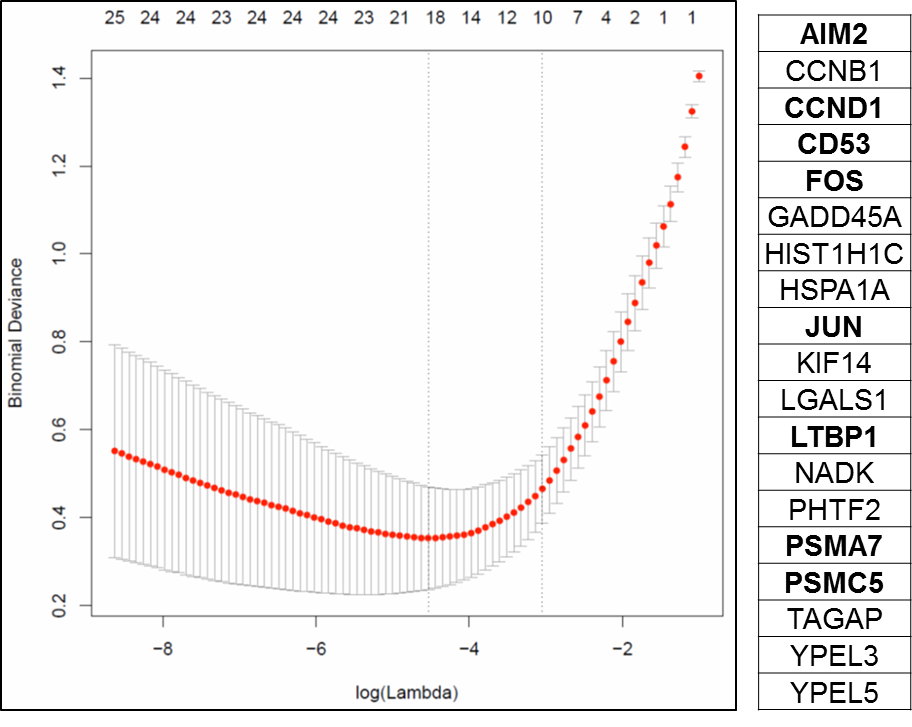 25 24 24 23 24 24 23 21 18 14 12 10 7 4 2 1 1
1.4
1.2
1.0
0.8
0.6
0.4
0.2
Binomial Deviance
−8 −6 −4 −2
log(Lambda)
AIM2
CCNB1
CCND1
CD53
FOS
GADD45A
HIST1H1C
HSPA1A
JUN
KIF14
LGALS1
LTBP1
NADK
PHTF2
PSMA7
PSMC5
TAGAP
YPEL3
YPEL5